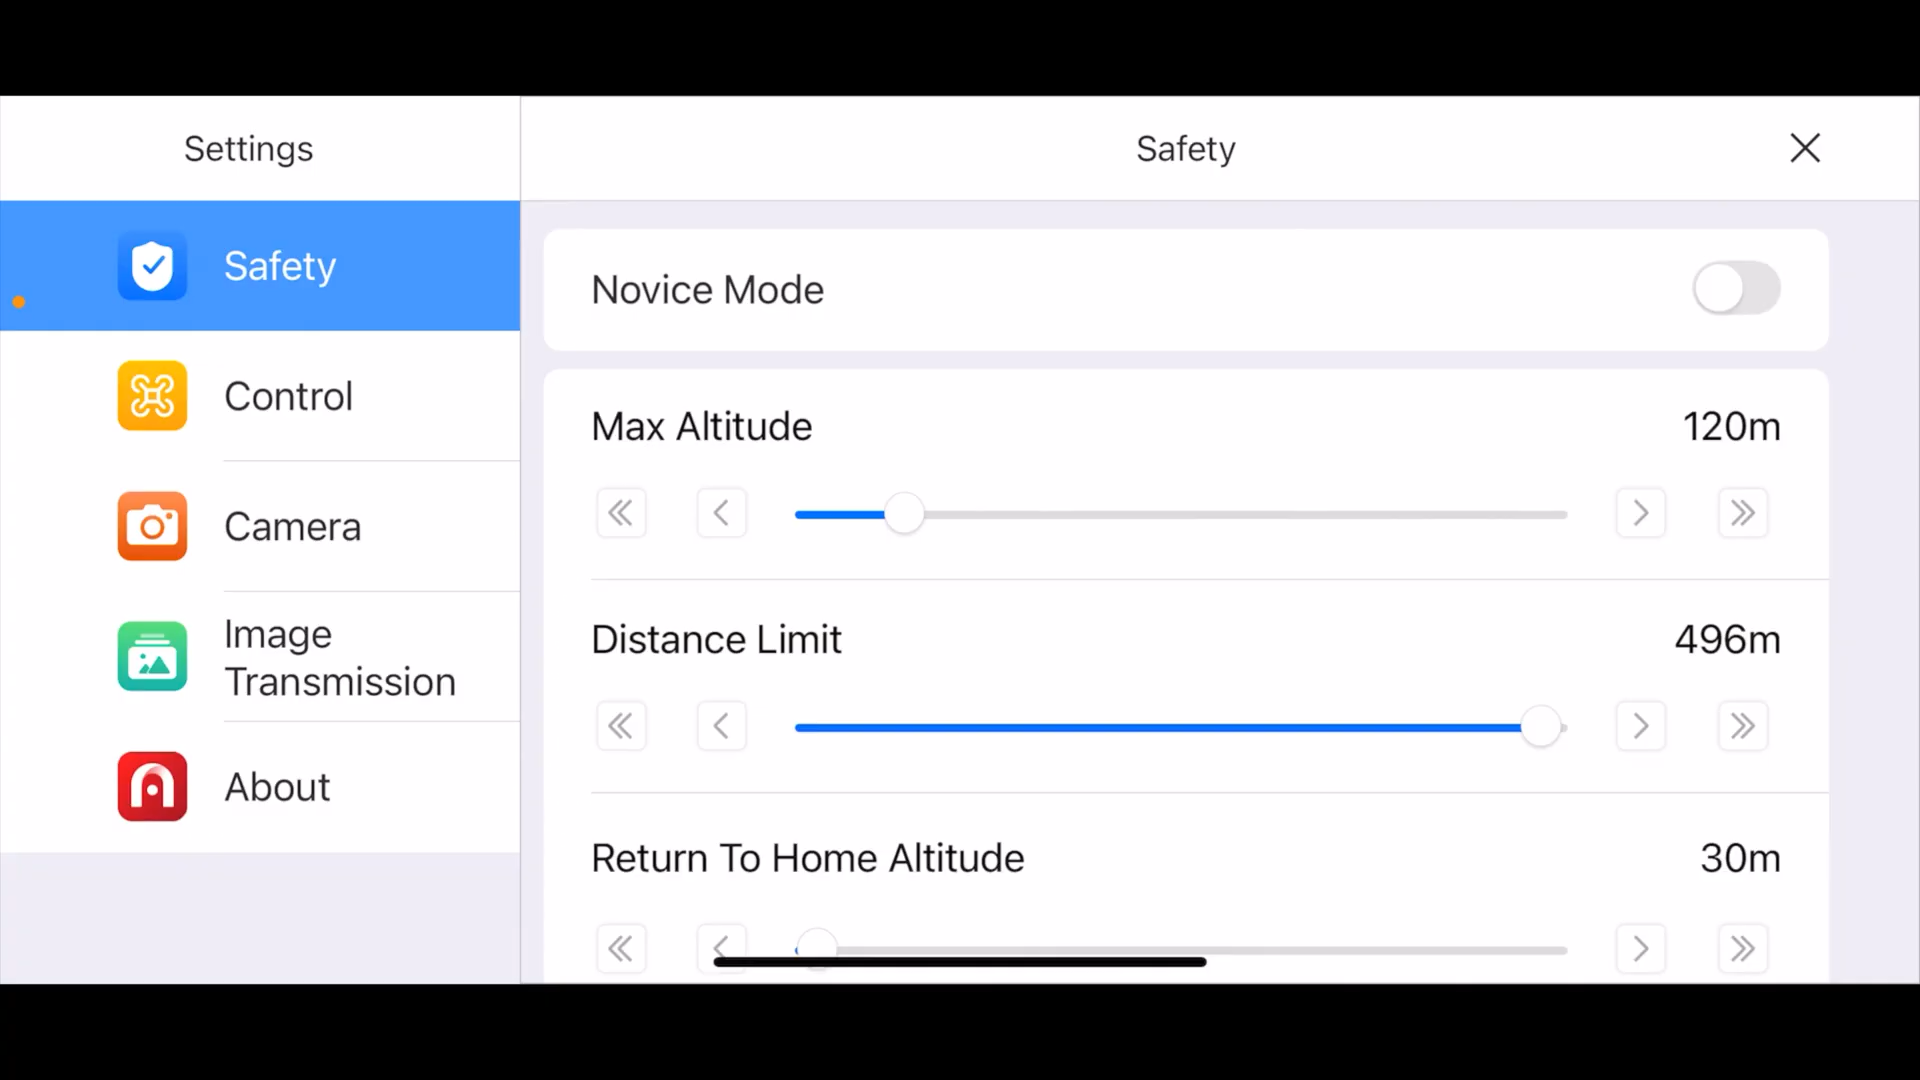 Settings
Safety
Safety
Control
Camera
Image
Transmission
About
Novice Mode
Max Altitude
120m
Distance Limit
496m
Return To Home Altitude
30m